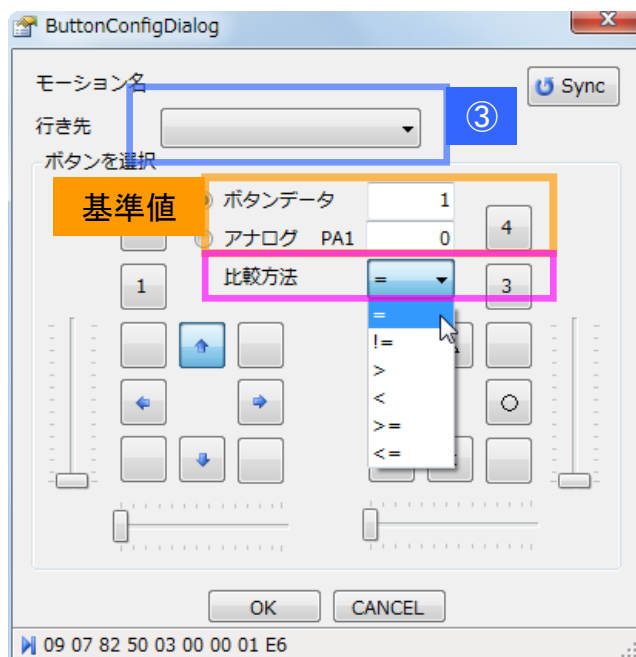 ButtonConfigDialog
モーション名
Sync
行き先
③
ボタンを選択
基準値
ボタンデータ 1
アナログ PA1 0
4
比較方法 =
1
3
=
!=
>
<
>=
<=
OK CANCEL
09 07 82 50 03 00 00 01 E6